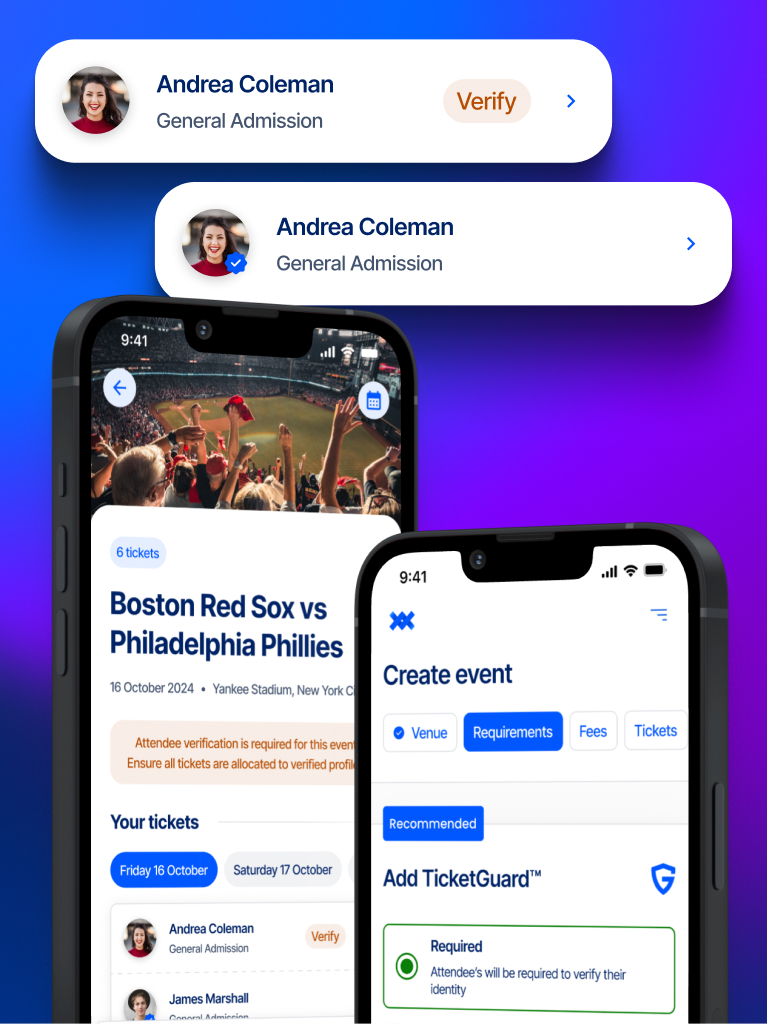 Andrea Coleman
General Admission
Verify
Andrea Coleman
General Admission
9:41
6 tickets
Boston Red Sox vs
Philadelphia Phillies
16 October 2024 • Yankee Stadium, New York C
Attendee verification is required for this event
Ensure all tickets are allocated to verified profile
Your tickets
Friday 16 October
Saturday 17 October
Andrea Coleman
General Admission
Verify
James Marshall
General Admission
9:41
Create event
Venue
Requirements
Fees
Tickets
Recommended
Add TicketGuard™
Required
Attendee's will be required to verify their
identity